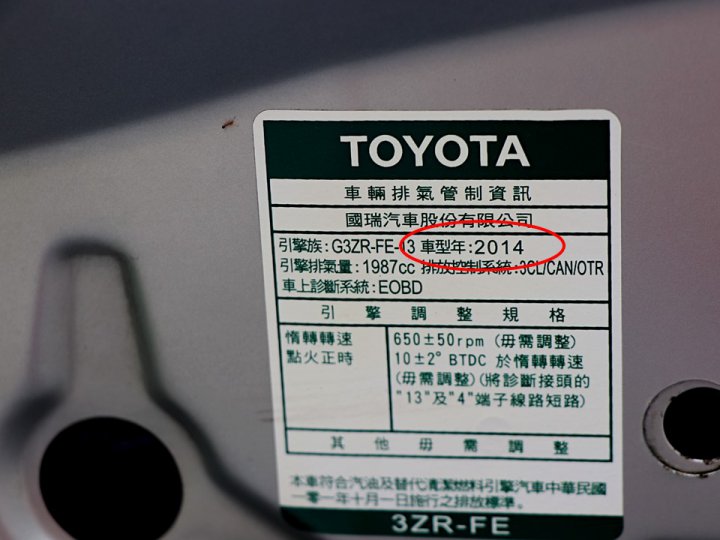 TOYOTA
車輛排氣管制資訊
國瑞汽車股份有限公司
引擎族:G3ZR-FE-13 車型年:2014
引擎排氣量:1987cc 排放控制系統:3CL/CAN/OTR
車上診斷系統:EOBD
引擎調整規格
惰轉轉速 650±50rpm (毋需調整)
點火正時 10±2° BTDC 於惰轉轉速
(毋需調整)(將診斷接頭的
"13"及"4"端子線路短路)
其他毋需調整
本車符合汽油及替代清潔燃料引擎汽車中華民國
一零一年十月一日施行之排放標準。
3ZR-FE